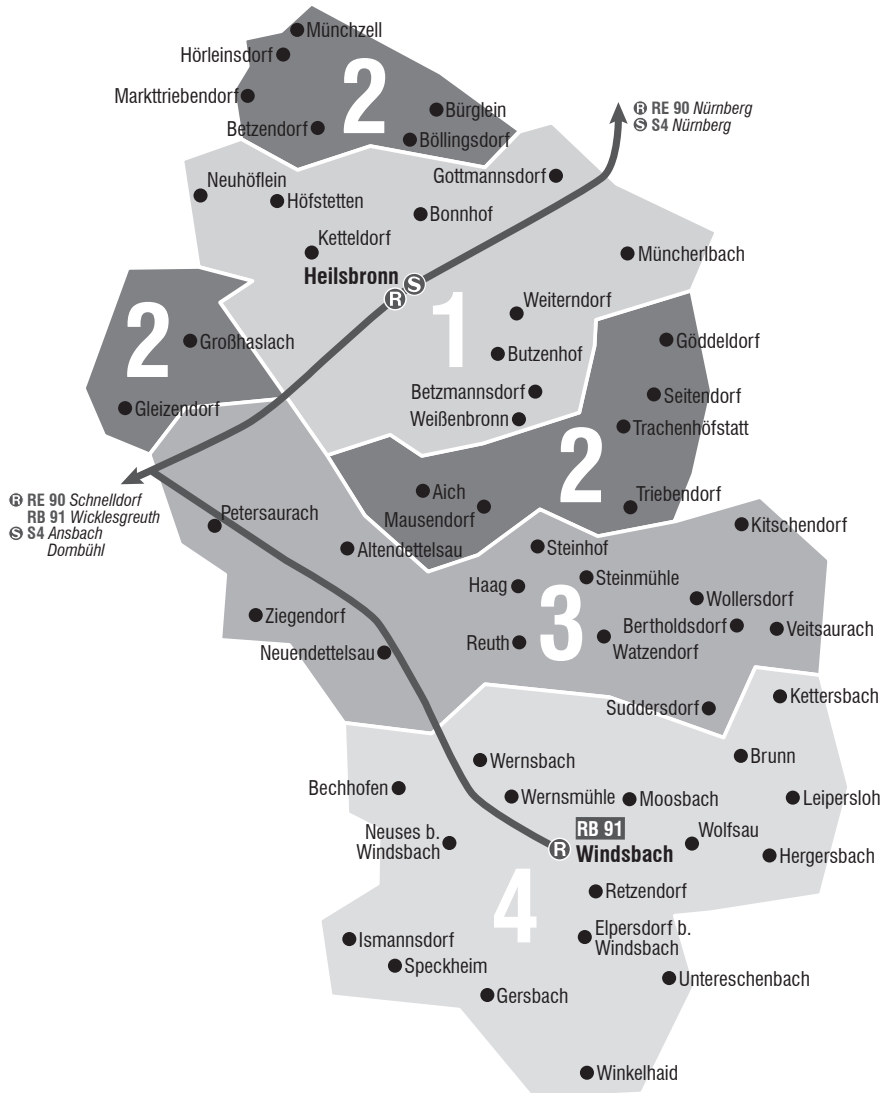 Münchzell
Hörleinsdorf
2
Markttriebendorf
Bürglein
Betzendorf
Böllingsdorf
Ⓡ RE 90 Nürnberg
Ⓢ S4 Nürnberg
Gottmannsdorf
Neuhöflein
Höfstetten
Bonnhof
Ketteldorf
Müncherlbach
Heilsbronn
S
R
Weiterndorf
1
2
Großhaslach
Göddeldorf
Butzenhof
Betzmannsdorf
Seitendorf
Gleizendorf
Weißenbronn
Trachenhöfstatt
2
Aich
Triebendorf
Mausendorf
Ⓡ RE 90 Schnelldorf
RB 91 Wicklesgreuth
Ⓢ S4 Ansbach
Dombühl
Petersaurach
Kitschendorf
Altendettelsau
Steinhof
Steinmühle
Haag
3
Wollersdorf
Ziegendorf
Bertholdsdorf
Veitsaurach
Reuth
Watzendorf
Neuendettelsau
Kettersbach
Suddersdorf
Wernsbach
Brunn
Bechhofen
Wernsmühle
Moosbach
Leipersloh
RB 91
Wolfsau
Neuses b.
Windsbach
R
Windsbach
Hergersbach
4
Retzendorf
Elpersdorf b.
Windsbach
Ismannsdorf
Speckheim
Untereschenbach
Gersbach
Winkelhaid